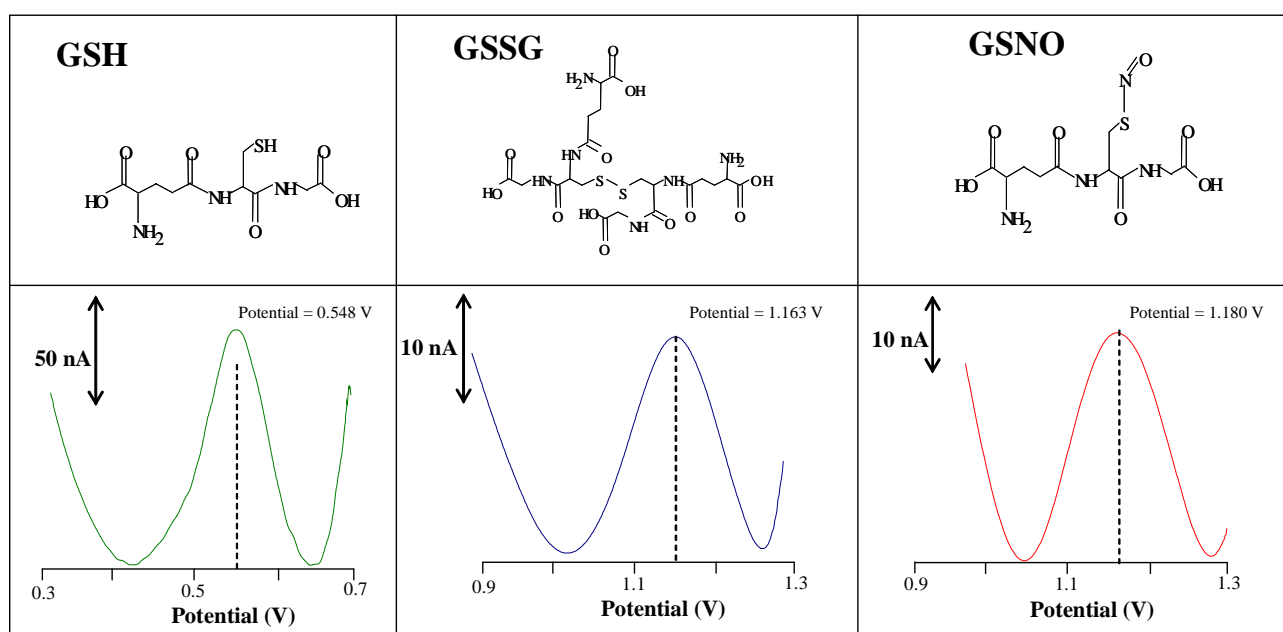 GSH
GSSG
GSNO
O
HO
NH2
O
NH
SH
O
NH
O
OH
H2N
O
OH
O
HN
O
HO
HN
O
S
S
HO
O
NH
O
NH
O
NH2
OH
O
O
HO
NH2
O
NH
S
N
O
O
NH
O
OH
50 nA
Potential = 0.548 V
0.3
0.5
0.7
Potential (V)
10 nA
Potential = 1.163 V
0.9
1.1
1.3
Potential (V)
10 nA
Potential = 1.180 V
0.9
1.1
1.3
Potential (V)